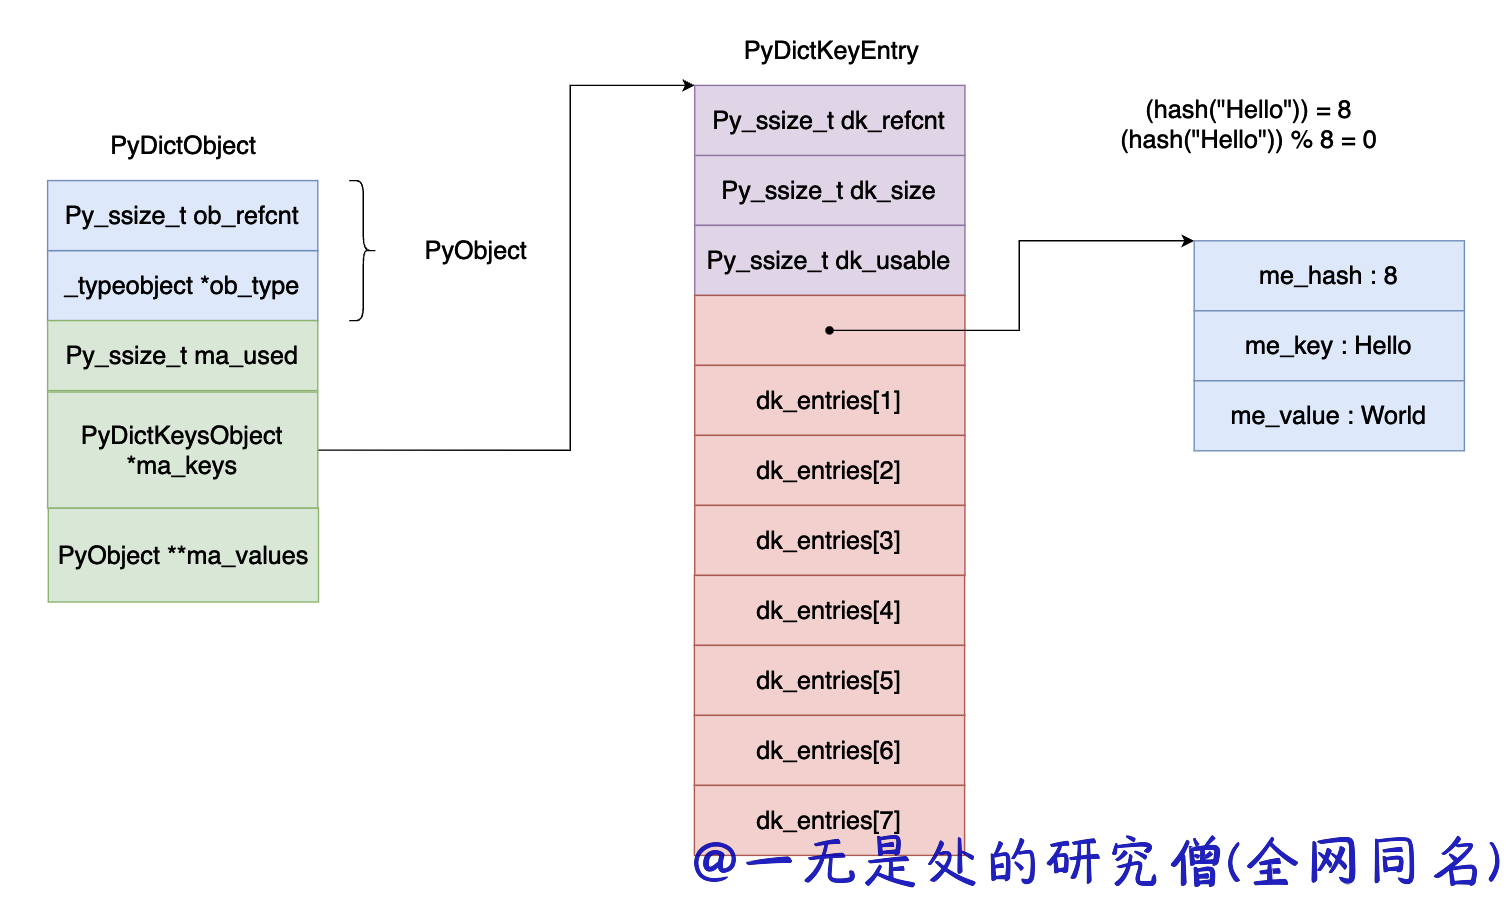 PyDictObject
Py_ssize_t ob_refcnt
_typeobject *ob_type
Py_ssize_t ma_used
PyDictKeysObject
*ma_keys
PyObject **ma_values
PyObject
PyDictKeyEntry
Py_ssize_t dk_refcnt
Py_ssize_t dk_size
Py_ssize_t dk_usable
dk_entries[1]
dk_entries[2]
dk_entries[3]
dk_entries[4]
dk_entries[5]
dk_entries[6]
dk_entries[7]
(hash("Hello")) = 8
(hash("Hello")) % 8 = 0
me_hash : 8
me_key : Hello
me_value : World
@一无是处的研究僧(全网同名)